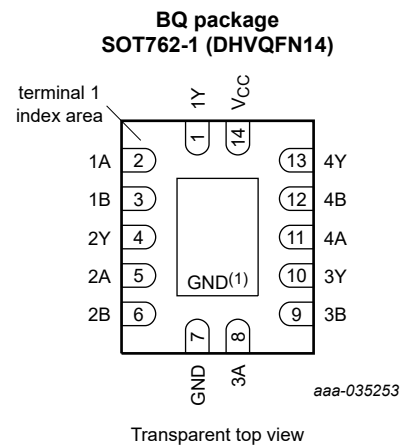 BQ package
SOT762-1 (DHVQFN14)
terminal 1
index area
1Y
VCC
1
14
1A 2
13 4Y
1B 3
12 4B
2Y 4
11 4A
2A 5
10 3Y
2B 6
9 3B
GND(1)
7
8
GND
3A
aaa-035253
Transparent top view